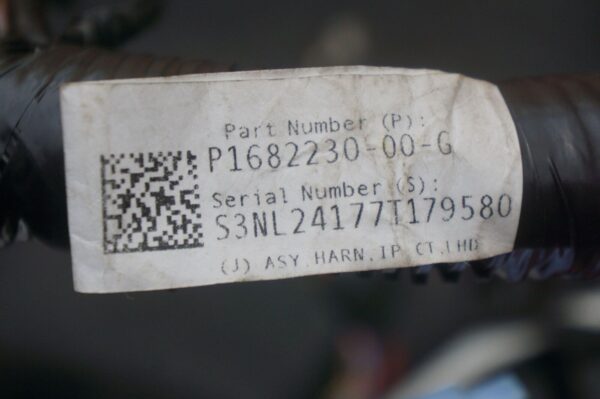 Part Number (P):
P1682230-00-G
Serial Number (S):
S3NL24177T179580
(J) ASY, HARN, IP CT, LHD